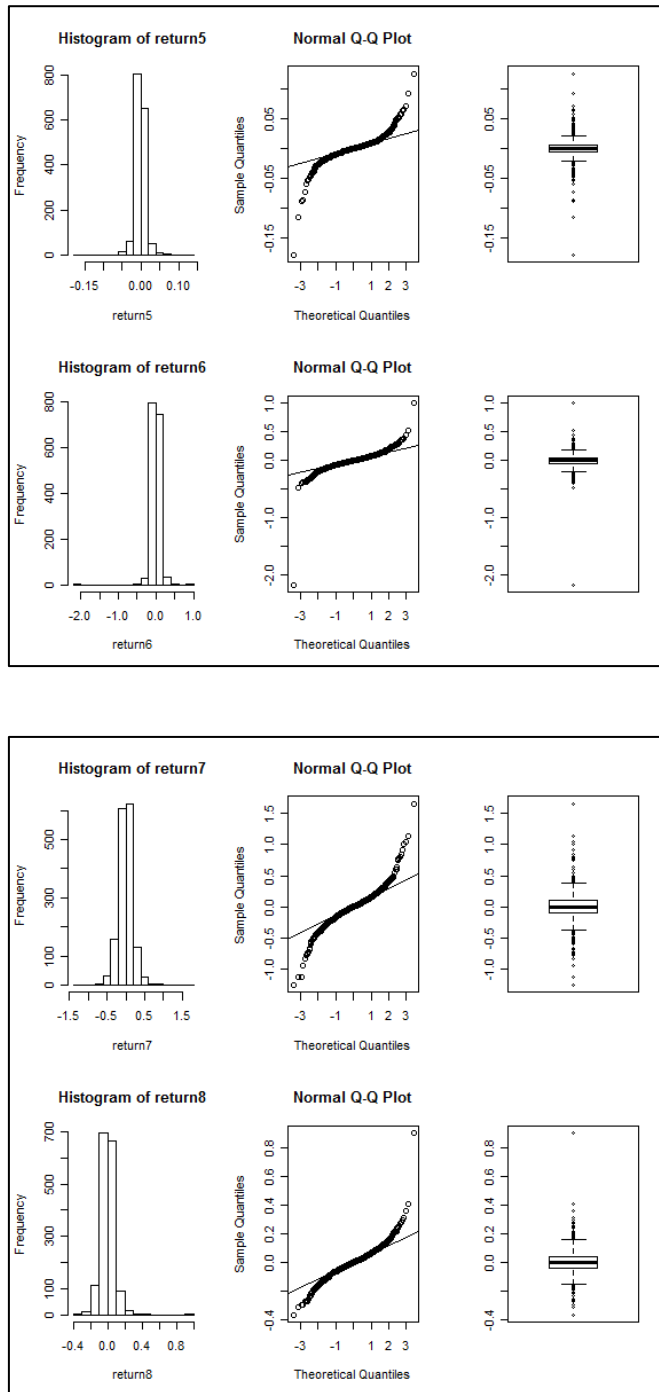 Histogram of return5
Frequency
0 200 400 600 800
-0.15 0.00 0.10
return5
Normal Q-Q Plot
Sample Quantiles
-0.15 -0.05 0.05
-3 -1 1 2 3
Theoretical Quantiles
-0.15 -0.05 0.05
Histogram of return6
Frequency
0 200 400 600 800
-2.0 -1.0 0.0 1.0
return6
Normal Q-Q Plot
Sample Quantiles
-2.0 -1.0 0.0 0.5 1.0
-3 -1 1 2 3
Theoretical Quantiles
-2.0 -1.0 0.0 0.5 1.0
Histogram of return7
Frequency
0 100 300 500
-1.5 -0.5 0.5 1.5
return7
Normal Q-Q Plot
Sample Quantiles
-1.0 -0.5 0.0 0.5 1.0 1.5
-3 -1 1 2 3
Theoretical Quantiles
-1.0 -0.5 0.0 0.5 1.0 1.5
Histogram of return8
Frequency
0 100 300 500 700
-0.4 0.0 0.4 0.8
return8
Normal Q-Q Plot
Sample Quantiles
-0.4 0.0 0.2 0.4 0.6 0.8
-3 -1 1 2 3
Theoretical Quantiles
-0.4 0.0 0.2 0.4 0.6 0.8